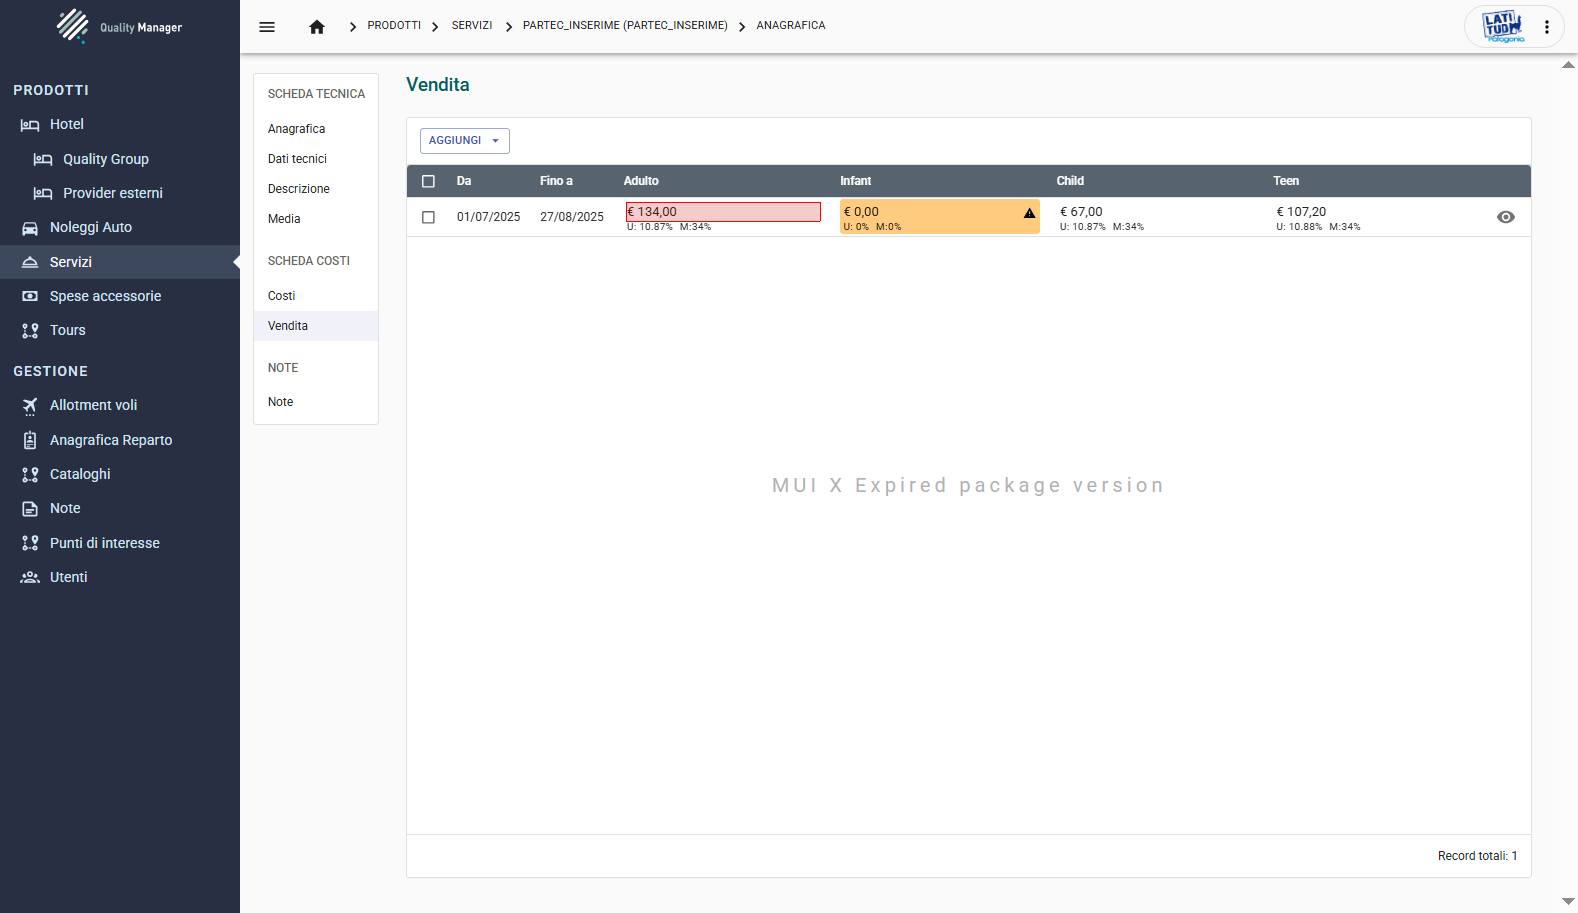 Quality Manager
PRODOTTI
Hotel
Quality Group
Provider esterni
Noleggi Auto
Servizi
Spese accessorie
Tours
GESTIONE
Allotment voli
Anagrafica Reparto
Cataloghi
Note
Punti di interesse
Utenti
PRODOTTI
SERVIZI
PARTEC_INSERIME (PARTEC_INSERIME)
ANAGRAFICA
LATI
TUD
Patagonia
SCHEDA TECNICA
Anagrafica
Dati tecnici
Descrizione
Media
SCHEDA COSTI
Costi
Vendita
NOTE
Note
Vendita
AGGIUNGI
Da Fino a Adulto Infant Child Teen
01/07/2025 27/08/2025 € 134,00 € 0,00 € 67,00 € 107,20
U: 10.87% M:34% U: 0% M:0% U: 10.87% M:34% U: 10.88% M:34%
MUI X Expired package version
Record totali: 1